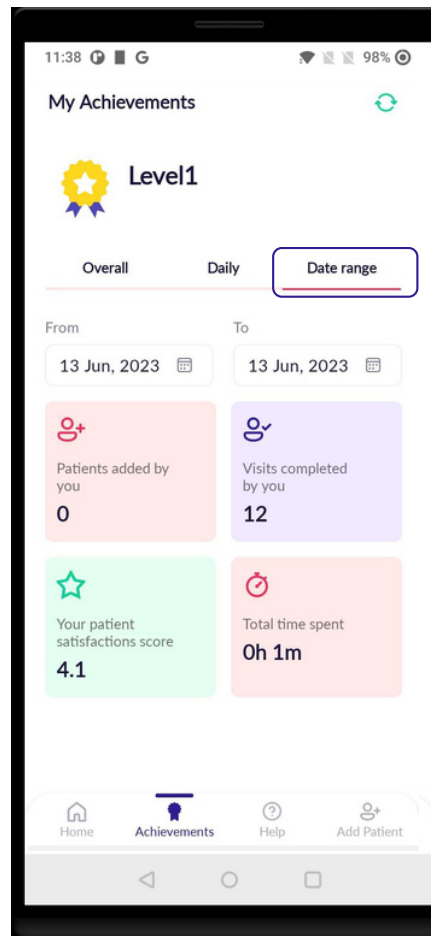 11:38 G 98%
My Achievements
Level1
Overall Daily Date range
From To
13 Jun, 2023 13 Jun, 2023
Patients added by
you
0
Visits completed
by you
12
Your patient
satisfactions score
4.1
Total time spent
0h 1m
Home Achievements Help Add Patient